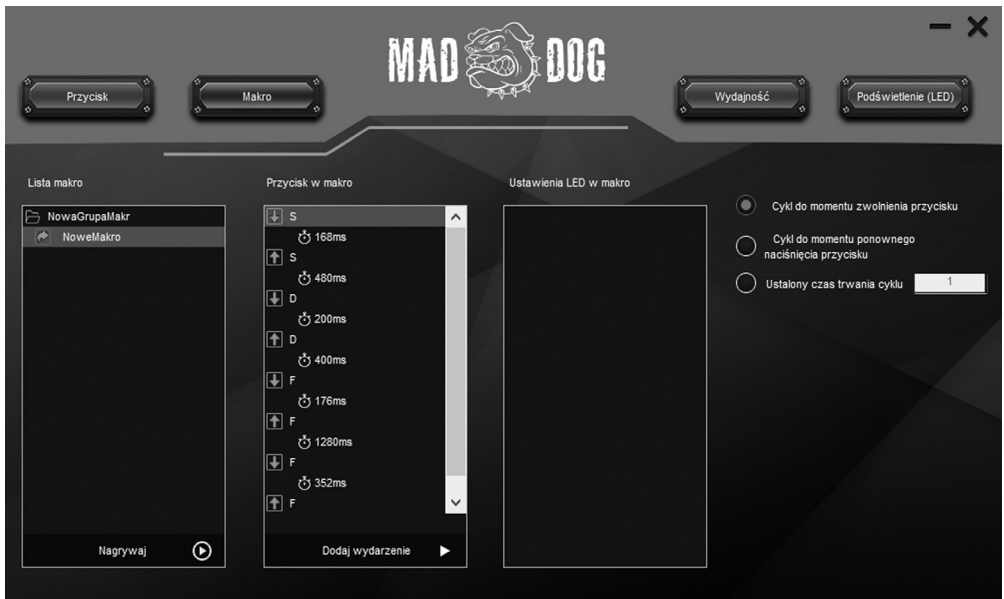 MAD DOG
Przycisk
Makro
Wydajność
Podświetlenie (LED)
Lista makro
NowaGrupaMakr
NoweMakro
Nagrywaj
Przycisk w makro
S
168ms
S
480ms
D
200ms
D
400ms
F
176ms
F
1280ms
F
352ms
F
Dodaj wydarzenie
Ustawienia LED w makro
Cykl do momentu zwolnienia przycisku
Cykl do momentu ponownego
naciśnięcia przycisku
Ustalony czas trwania cyklu
1